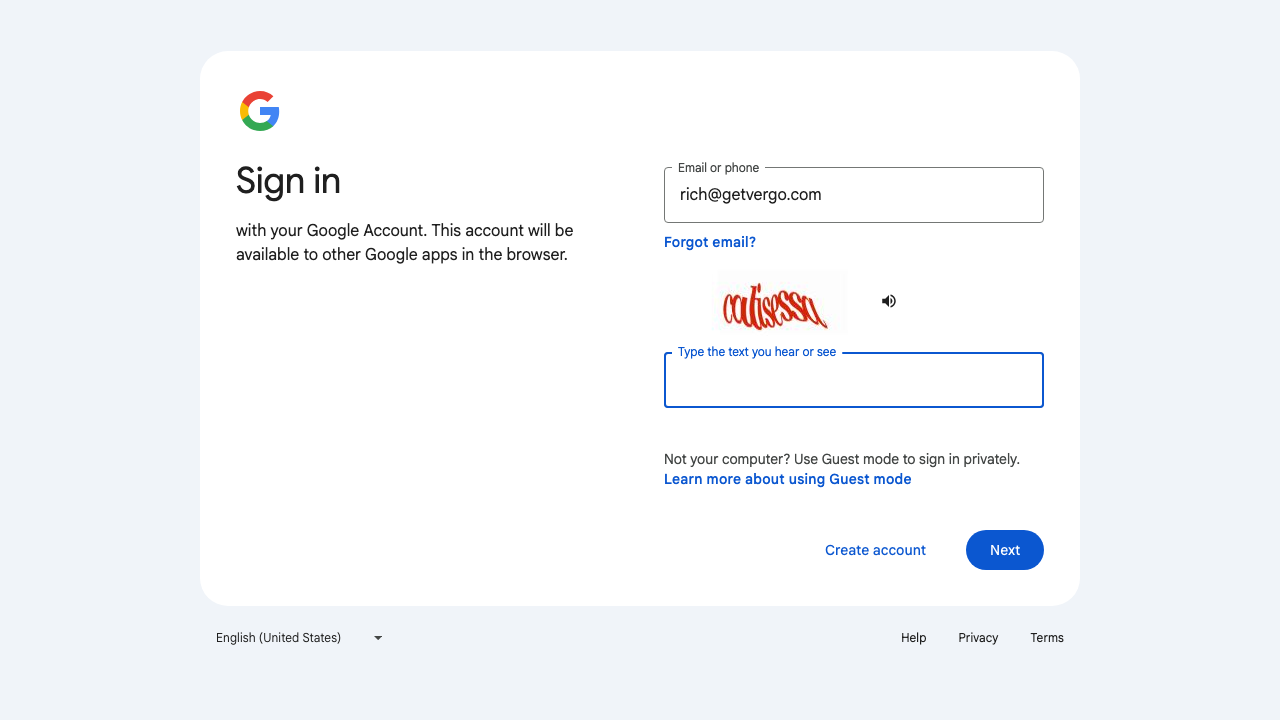 Sign in
with your Google Account. This account will be
available to other Google apps in the browser.
Email or phone
rich@getvergo.com
Forgot email?
Type the text you hear or see
Not your computer? Use Guest mode to sign in privately.
Learn more about using Guest mode
Create account
Next
English (United States)
Help
Privacy
Terms